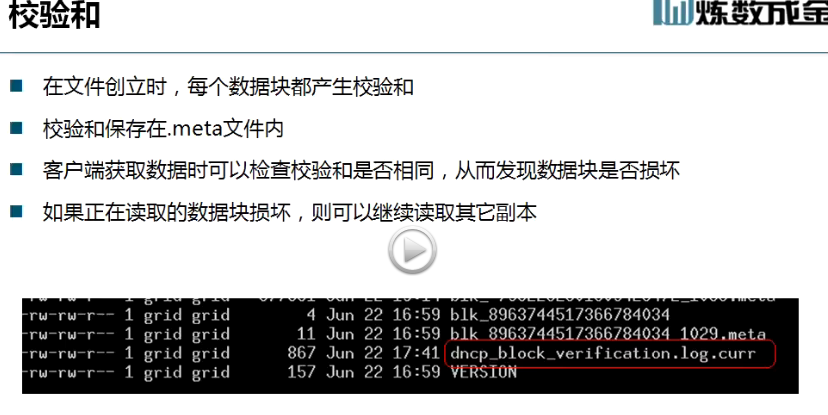 校验和
炼数成金
在文件创立时，每个数据块都产生校验和
校验和保存在.meta文件内
客户端获取数据时可以检查校验和是否相同，从而发现数据块是否损坏
如果正在读取的数据块损坏，则可以继续读取其它副本
-rw-rw-r-- 1 grid grid
-rw-rw-r-- 1 grid grid 4 Jun 22 16:59 blk_8963744517366784034
-rw-rw-r-- 1 grid grid 11 Jun 22 16:59 blk_8963744517366784034_1029.meta
-rw-rw-r-- 1 grid grid 867 Jun 22 17:41 dncp_block_verification.log.curr
-rw-rw-r-- 1 grid grid 157 Jun 22 16:59 VERSION